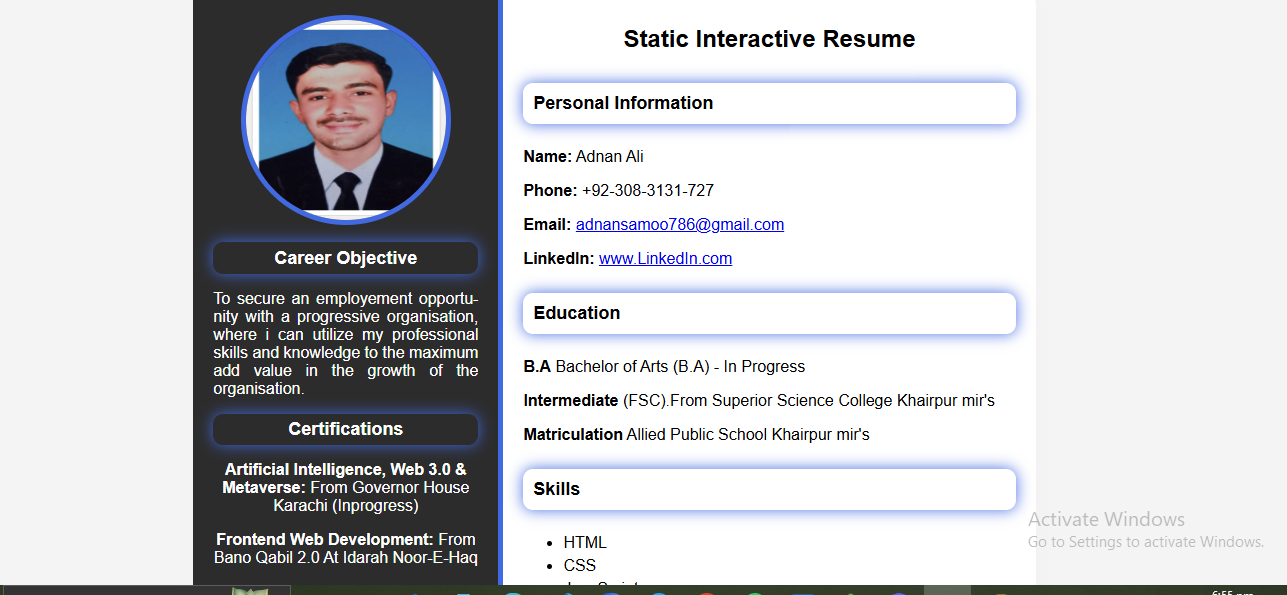 Career Objective
To secure an employement opportu-
nity with a progressive organisation,
where i can utilize my professional
skills and knowledge to the maximum
add value in the growth of the
organisation.
Certifications
Artificial Intelligence, Web 3.0 &
Metaverse: From Governor House
Karachi (Inprogress)
Frontend Web Development: From
Bano Qabil 2.0 At Idarah Noor-E-Haq
Static Interactive Resume
Personal Information
Name: Adnan Ali
Phone: +92-308-3131-727
Email: adnansamoo786@gmail.com
LinkedIn: www.LinkedIn.com
Education
B.A Bachelor of Arts (B.A) - In Progress
Intermediate (FSC).From Superior Science College Khairpur mir's
Matriculation Allied Public School Khairpur mir's
Skills
• HTML
• CSS
Activate Windows
Go to Settings to activate Windows.